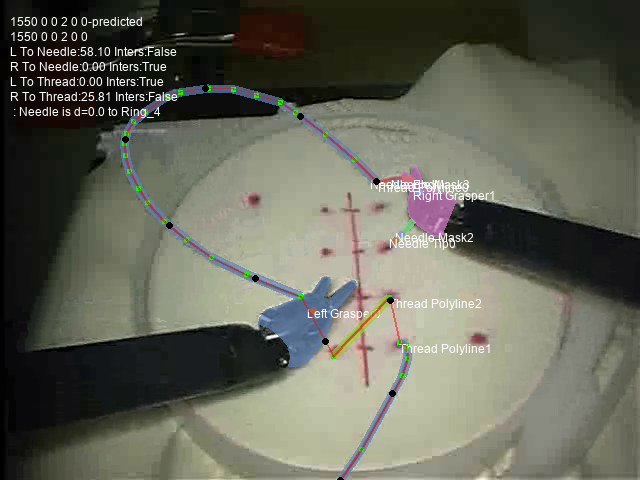 1550 0 0 2 0 0-predicted
1550 0 0 2 0 0
L To Needle:58.10 Inters:False
R To Needle:0.00 Inters:True
L To Thread:0.00 Inters:True
R To Thread:25.81 Inters:False
: Needle is d=0.0 to Ring_4
Right Grasper1
Needle Mask2
Needle Tip0
Thread Polyline2
Left Grasper
Thread Polyline1